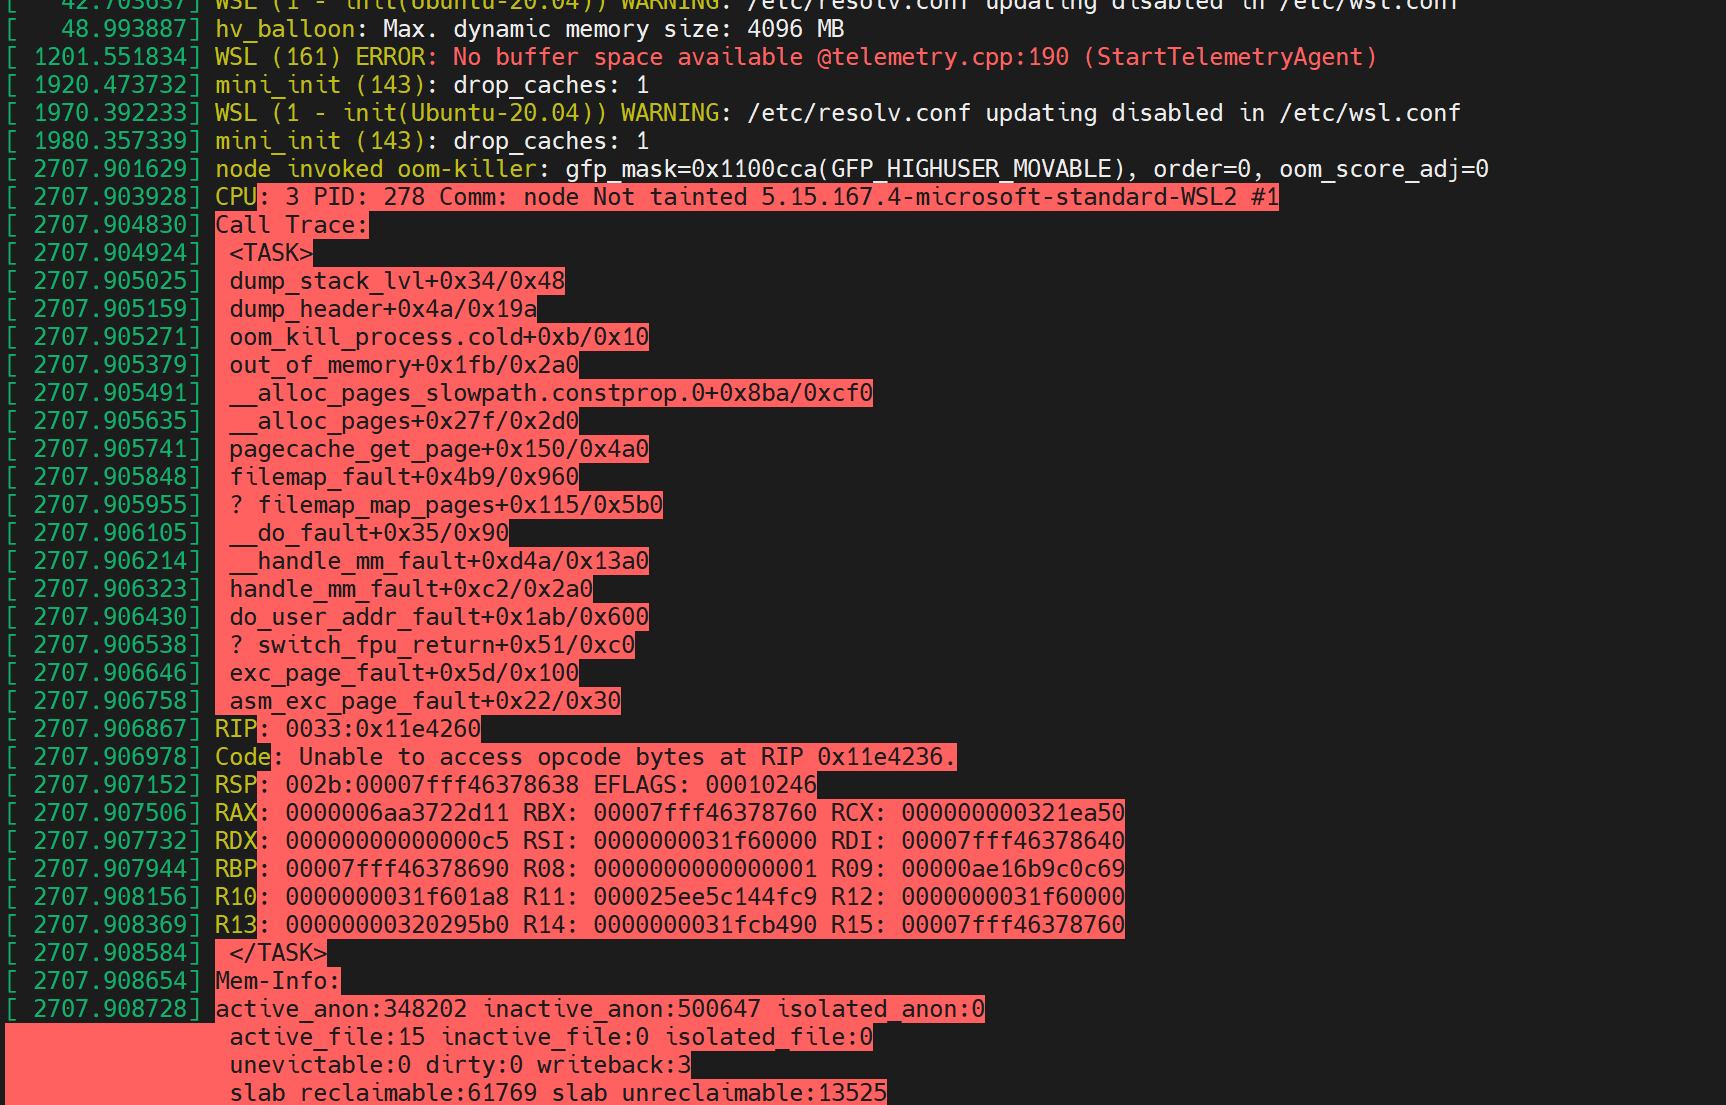 [   42.703637] WSL (1 - init(Ubuntu-20.04)) WARNING: /etc/resolv.conf updating disabled in /etc/wsl.conf
[   48.993887] hv_balloon: Max. dynamic memory size: 4096 MB
[ 1201.551834] WSL (161) ERROR: No buffer space available @telemetry.cpp:190 (StartTelemetryAgent)
[ 1920.473732] mini_init (143): drop_caches: 1
[ 1970.392233] WSL (1 - init(Ubuntu-20.04)) WARNING: /etc/resolv.conf updating disabled in /etc/wsl.conf
[ 1980.357339] mini_init (143): drop_caches: 1
[ 2707.901629] node invoked oom-killer: gfp_mask=0x1100cca(GFP_HIGHUSER_MOVABLE), order=0, oom_score_adj=0
[ 2707.903928] CPU: 3 PID: 278 Comm: node Not tainted 5.15.167.4-microsoft-standard-WSL2 #1
[ 2707.904830] Call Trace:
[ 2707.904924]  <TASK>
[ 2707.905025]  dump_stack_lvl+0x34/0x48
[ 2707.905159]  dump_header+0x4a/0x19a
[ 2707.905271]  oom_kill_process.cold+0xb/0x10
[ 2707.905379]  out_of_memory+0x1fb/0x2a0
[ 2707.905491]  __alloc_pages_slowpath.constprop.0+0x8ba/0xcf0
[ 2707.905635]  __alloc_pages+0x27f/0x2d0
[ 2707.905741]  pagecache_get_page+0x150/0x4a0
[ 2707.905848]  filemap_fault+0x4b9/0x960
[ 2707.905955]  ? filemap_map_pages+0x115/0x5b0
[ 2707.906105]  __do_fault+0x35/0x90
[ 2707.906214]  __handle_mm_fault+0xd4a/0x13a0
[ 2707.906323]  handle_mm_fault+0xc2/0x2a0
[ 2707.906430]  do_user_addr_fault+0x1ab/0x600
[ 2707.906538]  ? switch_fpu_return+0x51/0xc0
[ 2707.906646]  exc_page_fault+0x5d/0x100
[ 2707.906758]  asm_exc_page_fault+0x22/0x30
[ 2707.906867] RIP: 0033:0x11e4260
[ 2707.906978] Code: Unable to access opcode bytes at RIP 0x11e4236.
[ 2707.907152] RSP: 002b:00007fff46378638 EFLAGS: 00010246
[ 2707.907506] RAX: 0000006aa3722d11 RBX: 00007fff46378760 RCX: 000000000321ea50
[ 2707.907732] RDX: 00000000000000c5 RSI: 0000000031f60000 RDI: 00007fff46378640
[ 2707.907944] RBP: 00007fff46378690 R08: 0000000000000001 R09: 00000ae16b9c0c69
[ 2707.908156] R10: 0000000031f601a8 R11: 000025ee5c144fc9 R12: 0000000031f60000
[ 2707.908369] R13: 00000000320295b0 R14: 0000000031fcb490 R15: 00007fff46378760
[ 2707.908584]  </TASK>
[ 2707.908654] Mem-Info:
[ 2707.908728] active_anon:348202 inactive_anon:500647 isolated_anon:0
                active_file:15 inactive_file:0 isolated_file:0
                unevictable:0 dirty:0 writeback:3
                slab_reclaimable:61769 slab_unreclaimable:13525